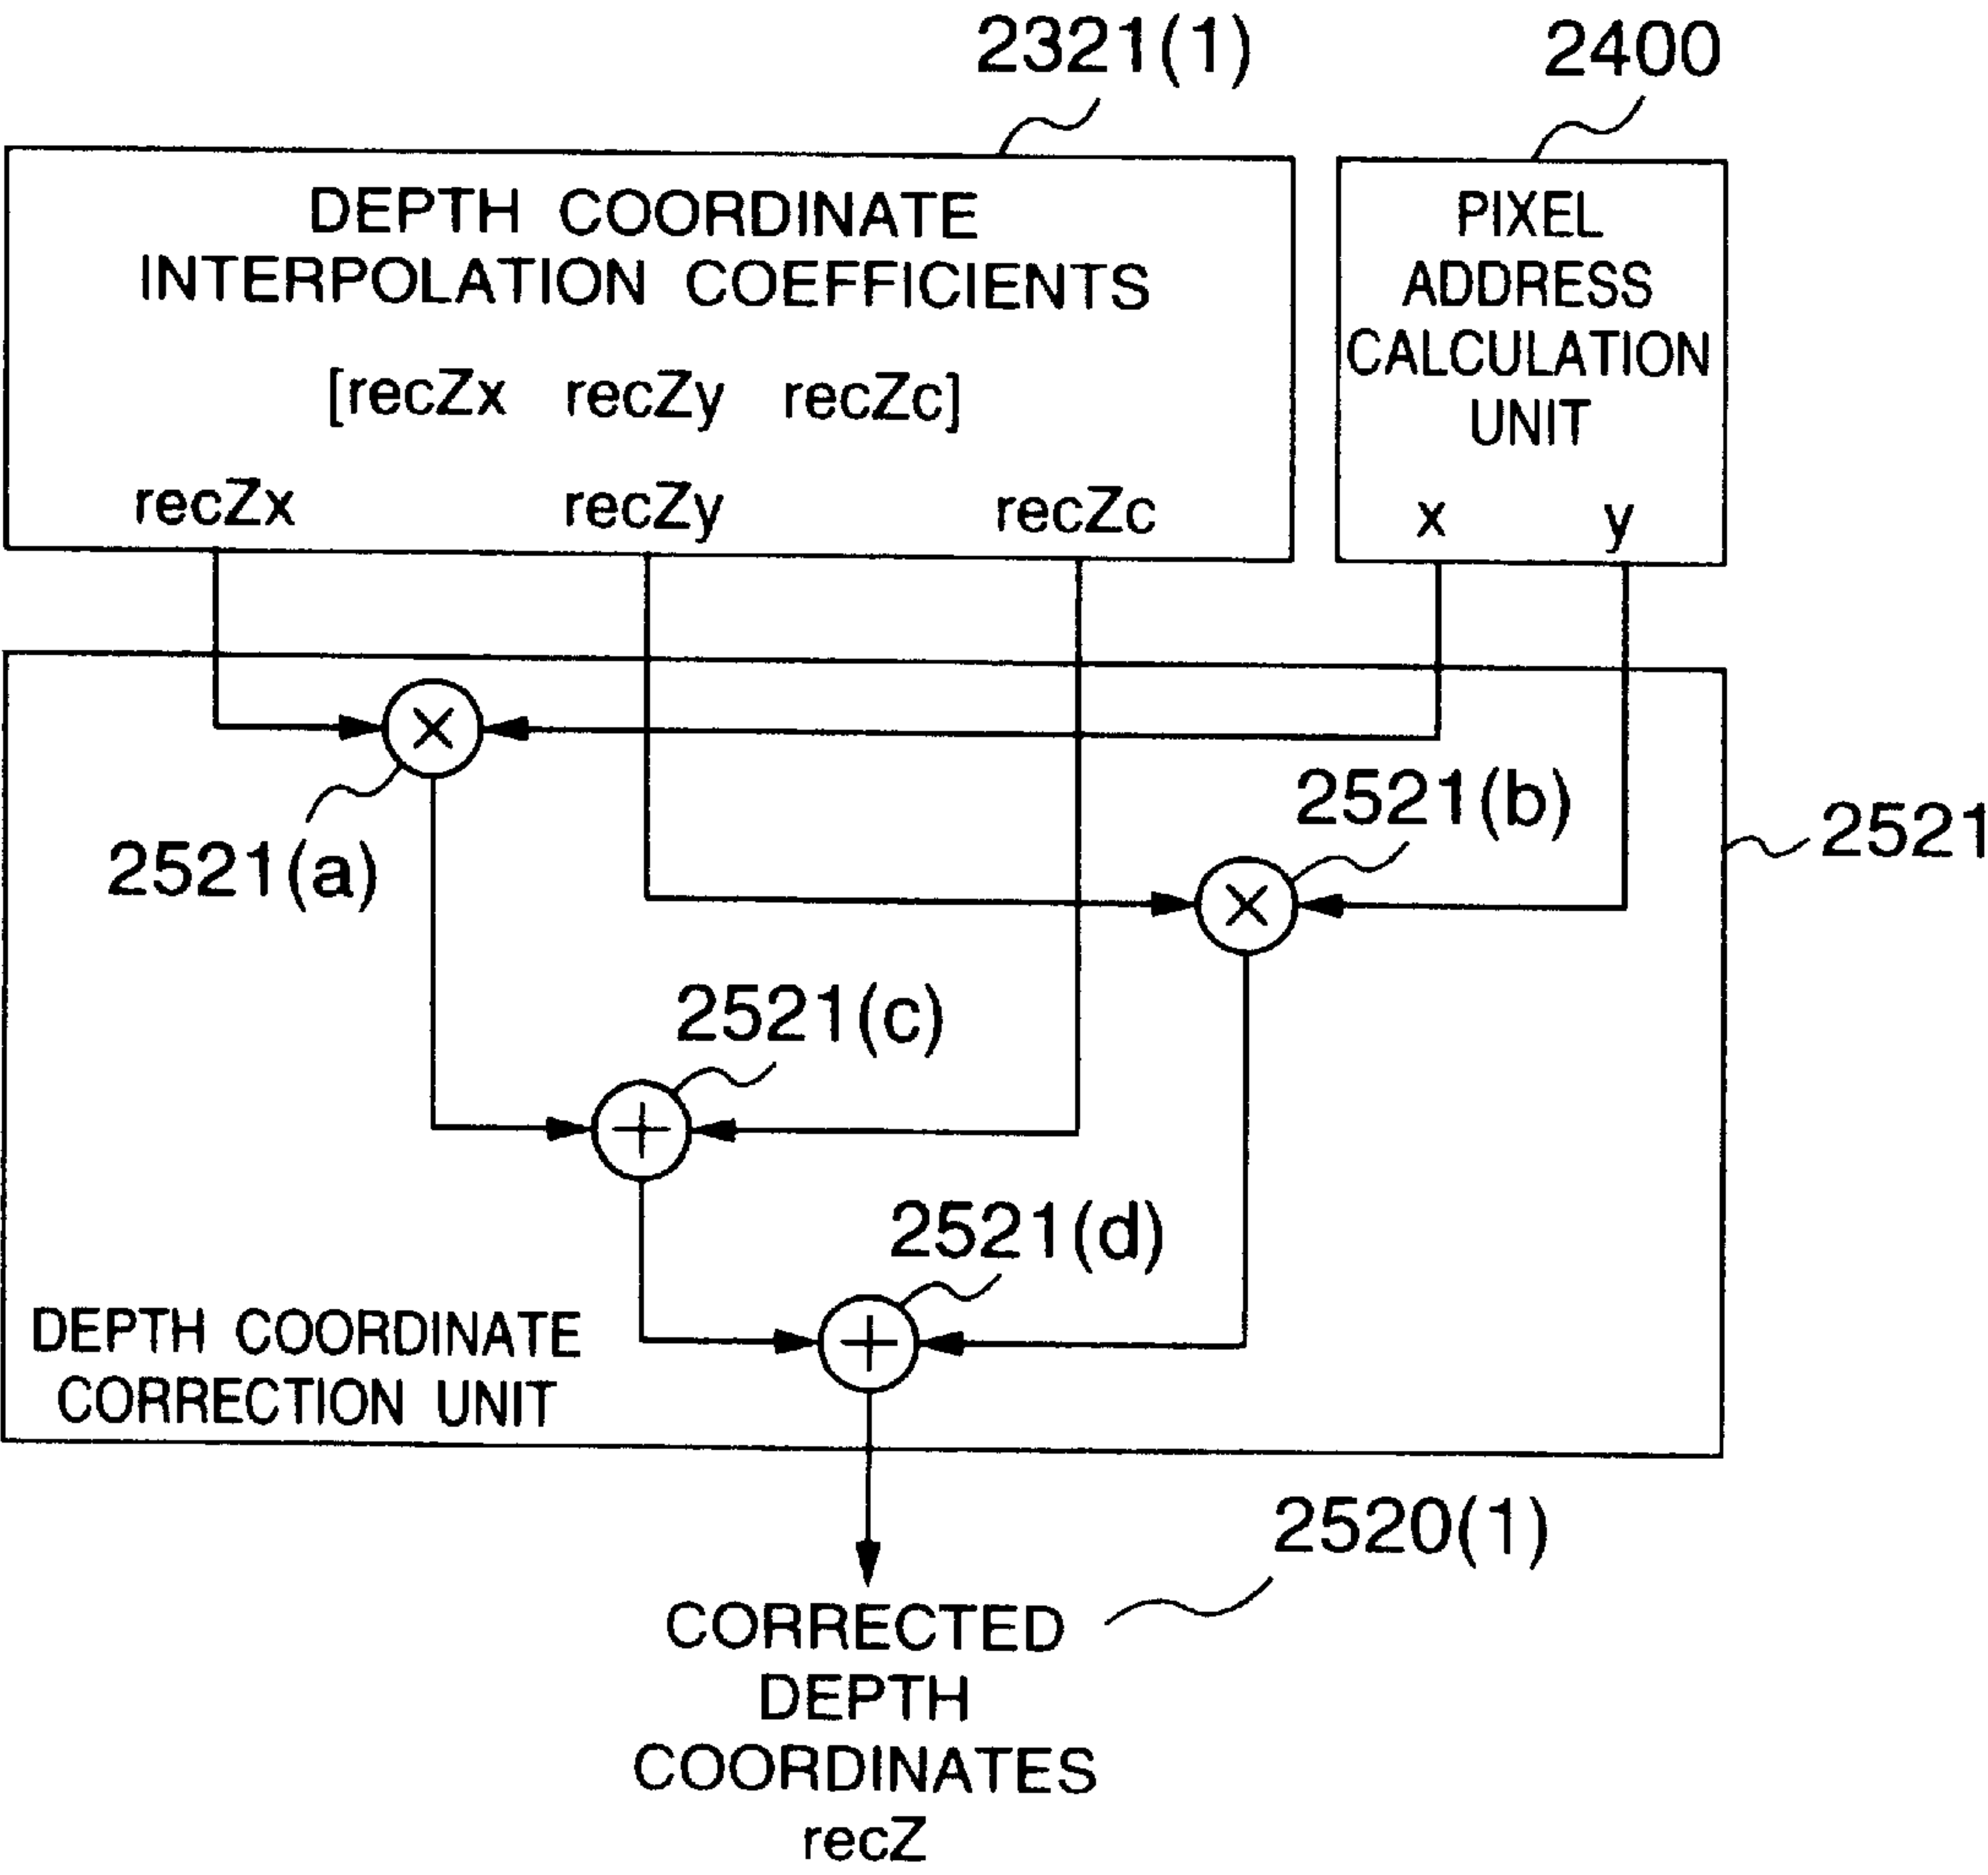 2321(1)
2400
DEPTH COORDINATE
INTERPOLATION COEFFICIENTS
[recZx recZy recZc]
recZx recZy recZc
PIXEL
ADDRESS
CALCULATION
UNIT
x y
2521(a)
2521(b)
2521
2521(c)
2521(d)
DEPTH COORDINATE
CORRECTION UNIT
2520(1)
CORRECTED
DEPTH
COORDINATES
recZ